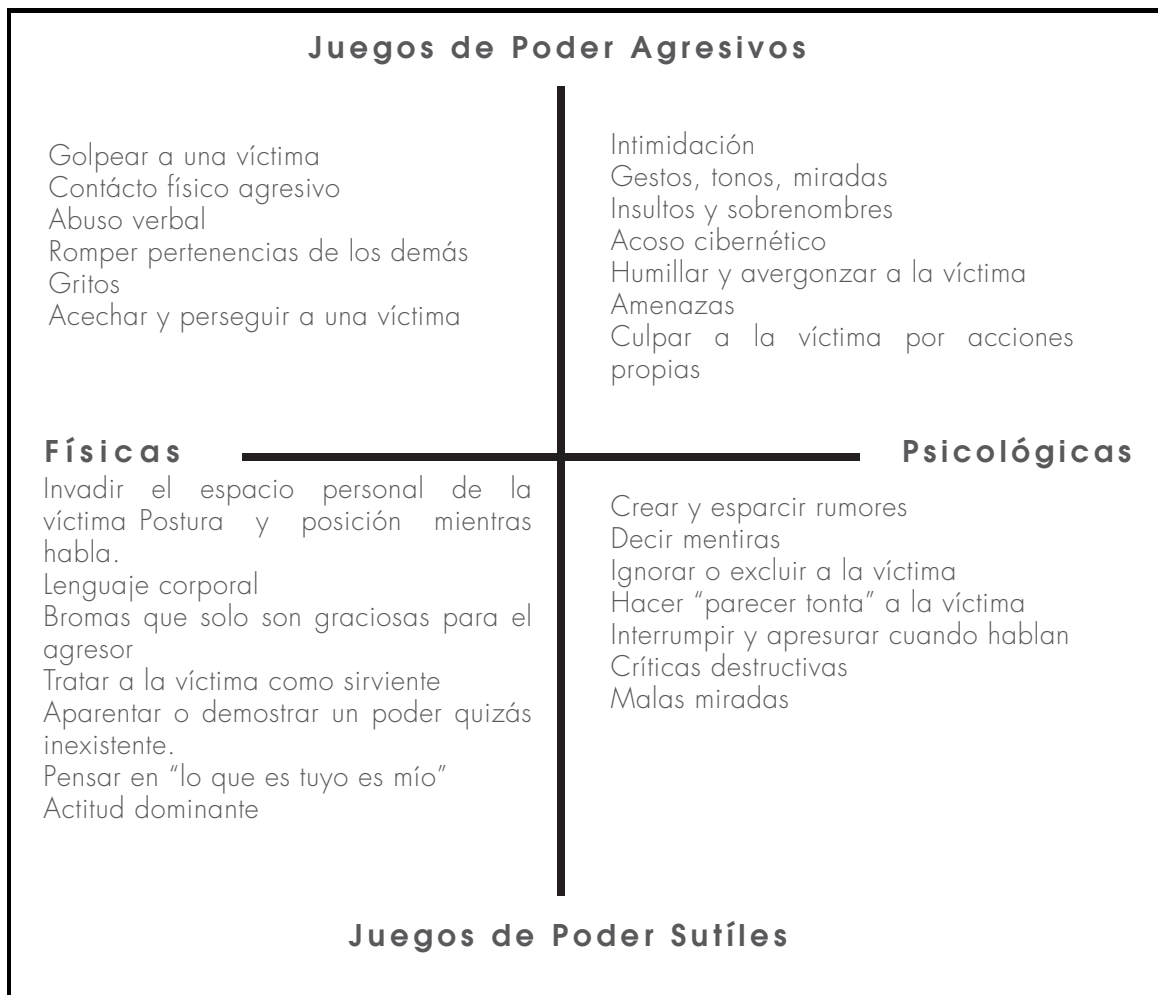 Juegos de Poder Agresivos
Golpear a una víctima
Contácto físico agresivo
Abuso verbal
Romper pertenencias de los demás
Gritos
Acechar y perseguir a una víctima
Intimidación
Gestos, tonos, miradas
Insultos y sobrenombres
Acoso cibernético
Humillar y avergonzar a la víctima
Amenazas
Culpar a la víctima por acciones
propias
Físicas
Psicológicas
Invadir el espacio personal de la
víctima Postura y posición mientras
habla.
Lenguaje corporal
Bromas que solo son graciosas para el
agresor
Tratar a la víctima como sirviente
Aparentar o demostrar un poder quizás
inexistente.
Pensar en “lo que es tuyo es mío”
Actitud dominante
Crear y esparcir rumores
Decir mentiras
Ignorar o excluir a la víctima
Hacer “parecer tonta” a la víctima
Interrumpir y apresurar cuando hablan
Críticas destructivas
Malas miradas
Juegos de Poder Sutíles